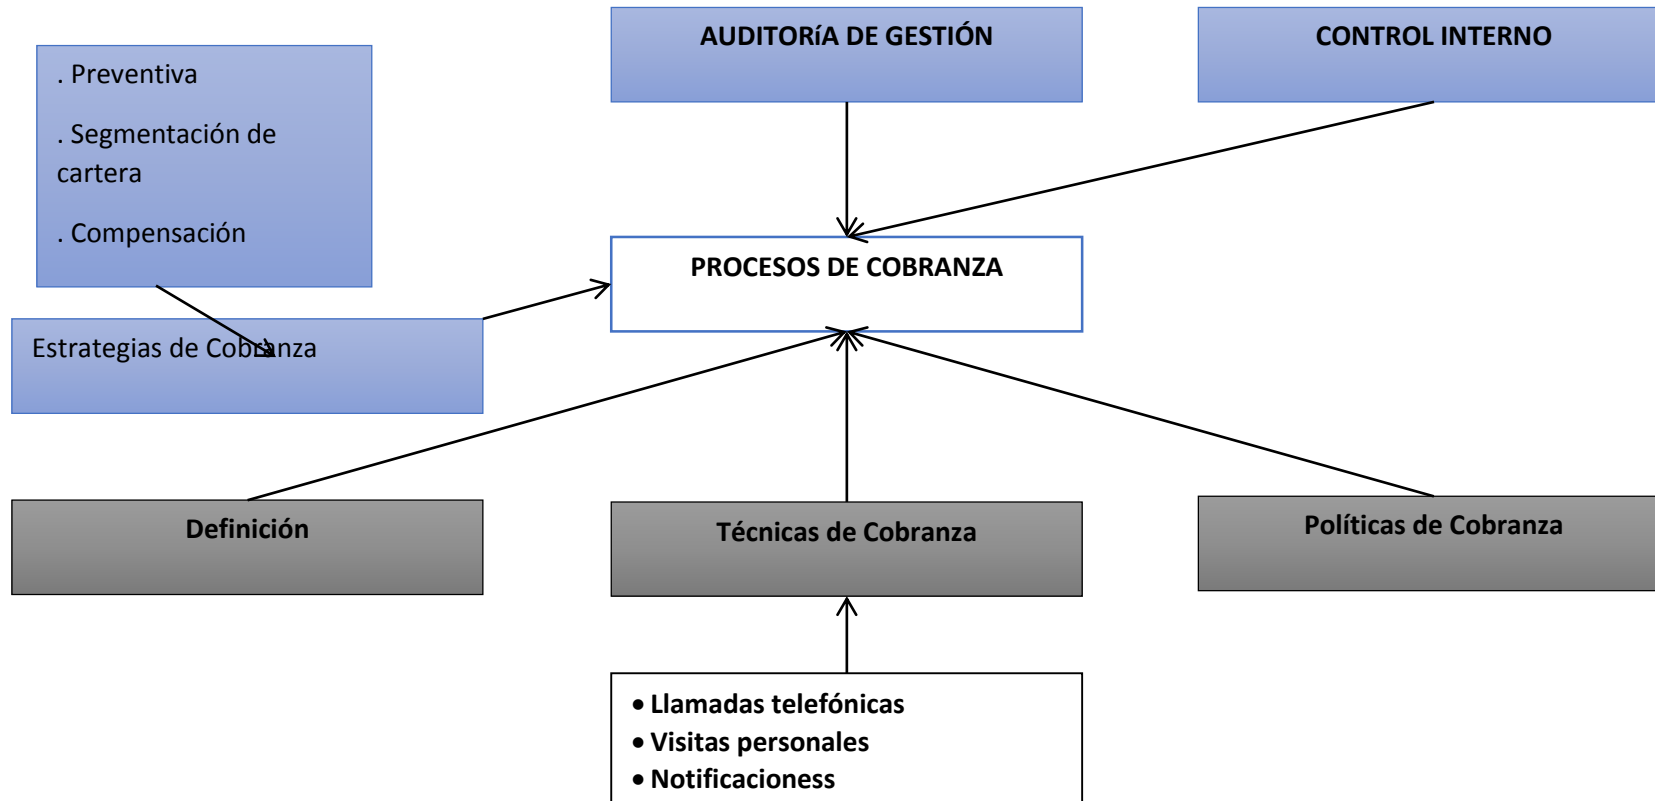 AUDITORíA DE GESTIÓN
CONTROL INTERNO
. Preventiva
. Segmentación de
cartera
. Compensación
PROCESOS DE COBRANZA
Estrategias de Cobranza
Definición
Técnicas de Cobranza
Políticas de Cobranza
• Llamadas telefónicas
• Visitas personales
• Notificacioness